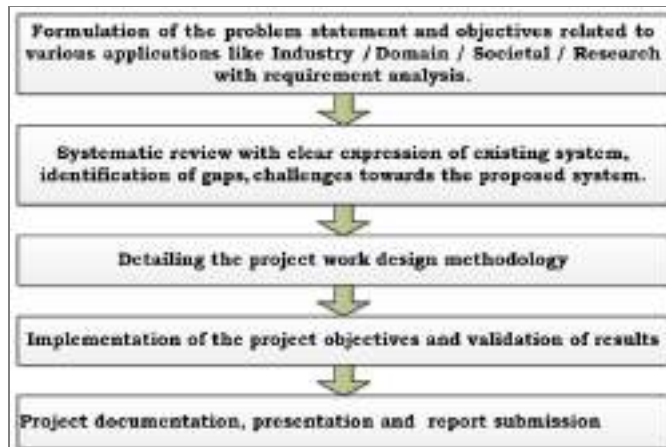 Formulation of the problem statement and objectives related to
various applications like Industry / Domain / Societal / Research
with requirement analysis.
Systematic review with clear expression of existing system,
identification of gaps, challenges towards the proposed system.
Detailing the project work design methodology
Implementation of the project objectives and validation of results
Project documentation, presentation and report submission